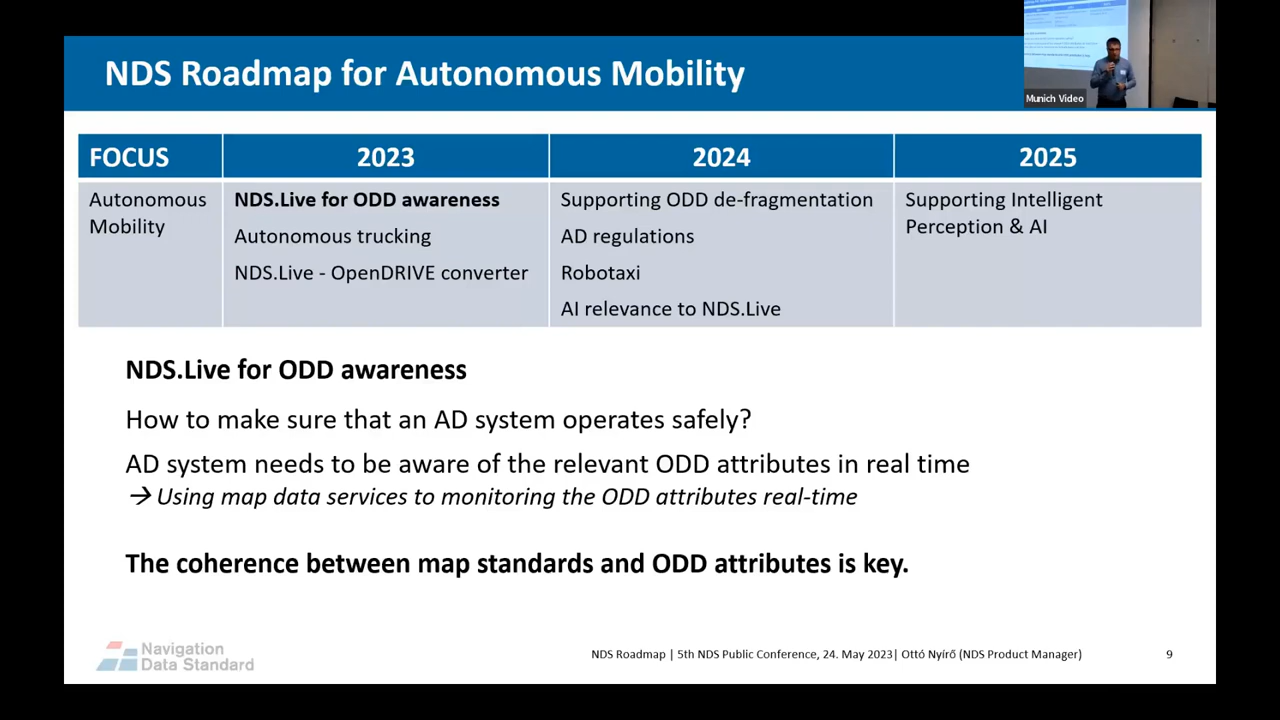 NDS Roadmap for Autonomous Mobility
Munich Video
FOCUS 2023 2024 2025
Autonomous Mobility
NDS.Live for ODD awareness
Autonomous trucking
NDS.Live - OpenDRIVE converter
Supporting ODD de-fragmentation
AD regulations
Robotaxi
AI relevance to NDS.Live
Supporting Intelligent
Perception & AI
NDS.Live for ODD awareness
How to make sure that an AD system operates safely?
AD system needs to be aware of the relevant ODD attributes in real time
→ Using map data services to monitoring the ODD attributes real-time
The coherence between map standards and ODD attributes is key.
Navigation
Data Standard
NDS Roadmap | 5th NDS Public Conference, 24. May 2023| Ottó Nyírő (NDS Product Manager)
9